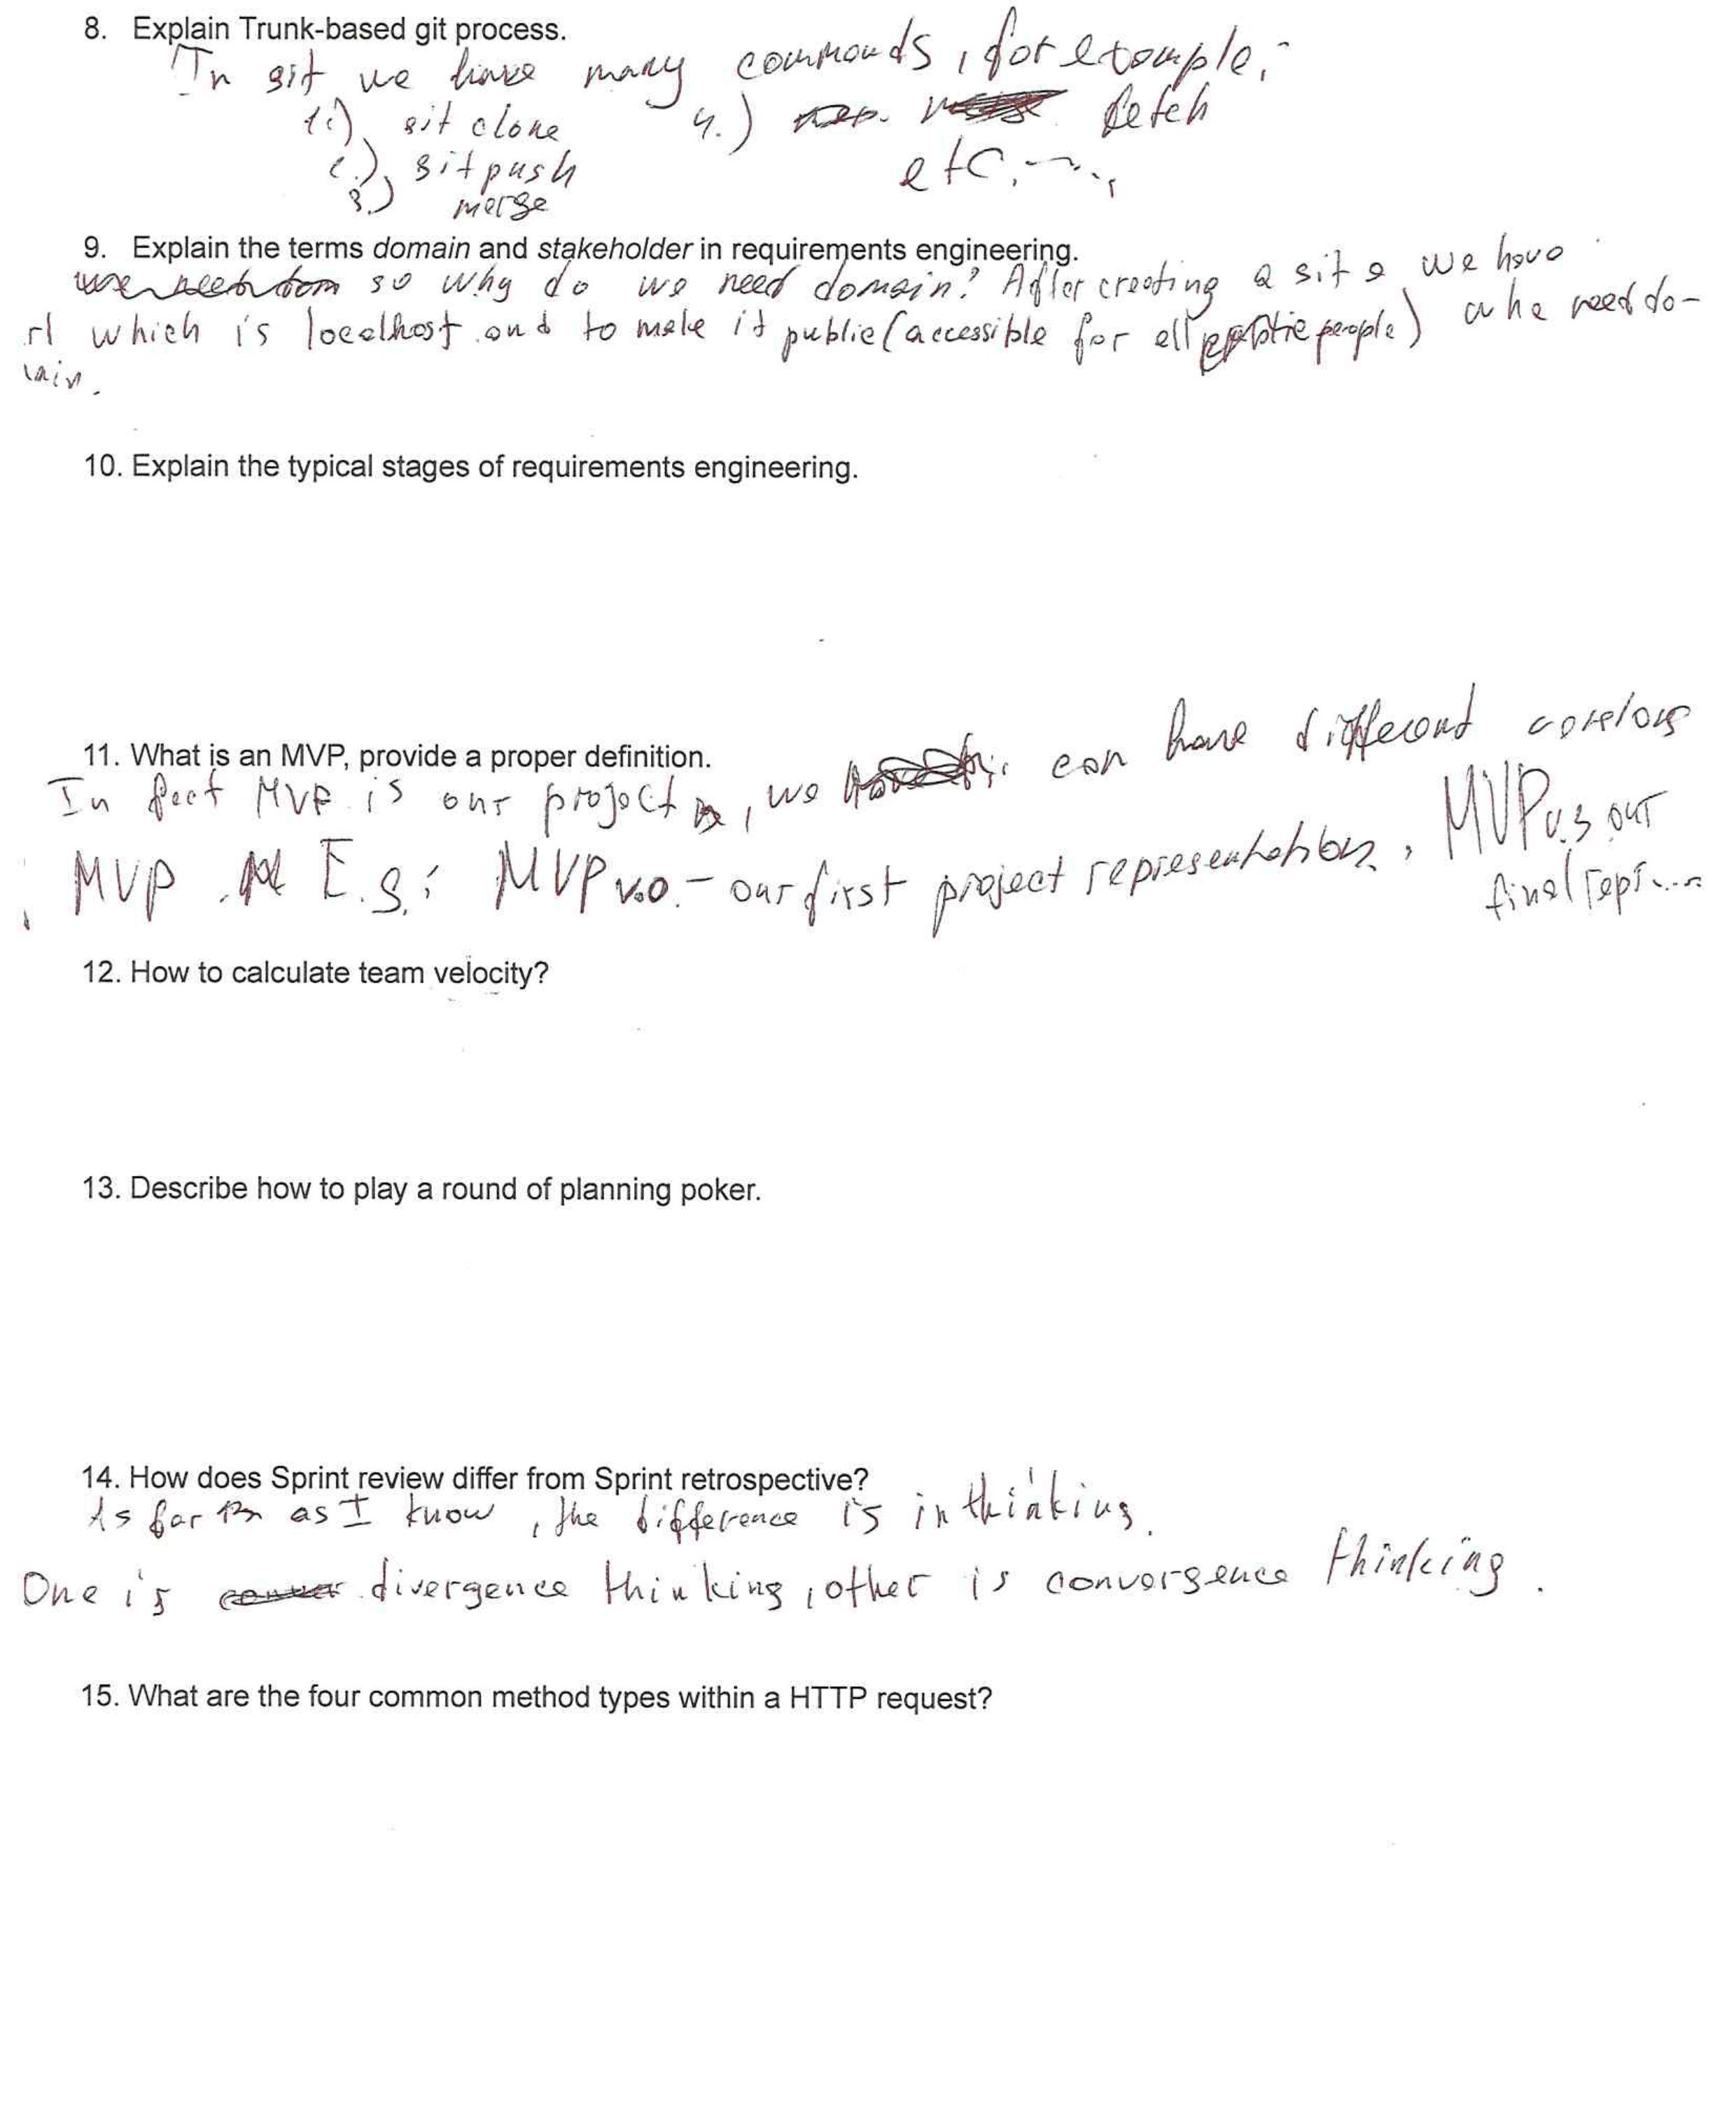 8. Explain Trunk-based git process.
In git we have many commands, for example:
1.) git clone 4.) fetch
2.) git push etc.
3.) merge
9. Explain the terms domain and stakeholder in requirements engineering.
so why do we need domain? After creating a site we have
which is localhost and to make it public (accessible for all people) need do-
10. Explain the typical stages of requirements engineering.
11. What is an MVP, provide a proper definition.
In fact MVP is our project, we can have different
MVP. E.g.: MVP v.0. - our first project representation, MVP v.5 our
final
12. How to calculate team velocity?
13. Describe how to play a round of planning poker.
14. How does Sprint review differ from Sprint retrospective?
As far as I know, the difference is in thinking.
One is divergence thinking, other is convergence thinking.
15. What are the four common method types within a HTTP request?